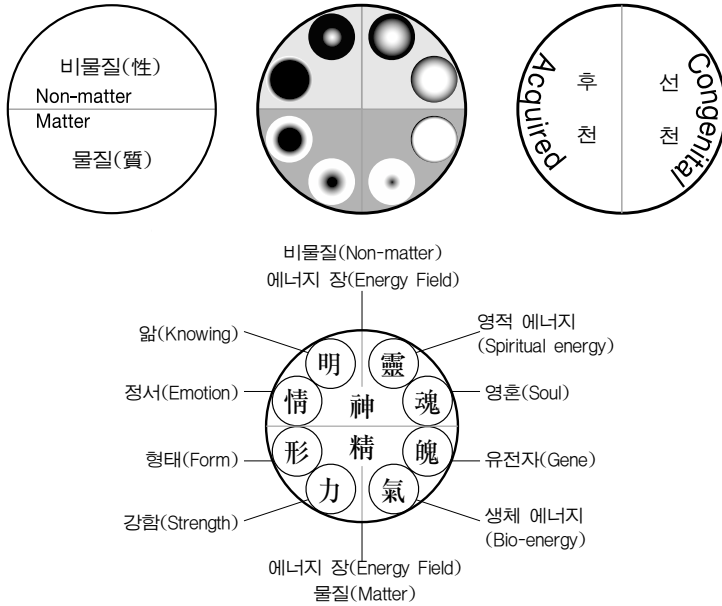 비물질(性)
Non-matter
Matter
물질(質)
Acquired
후 선
천 천
Congenital
비물질(Non-matter)
에너지 장(Energy Field)
앎(Knowing)
영적 에너지
(Spiritual energy)
정서(Emotion)
영혼(Soul)
형태(Form)
유전자(Gene)
강함(Strength)
생체 에너지
(Bio-energy)
明 靈
情 神 魂
形 精 魄
力 氣
에너지 장(Energy Field)
물질(Matter)